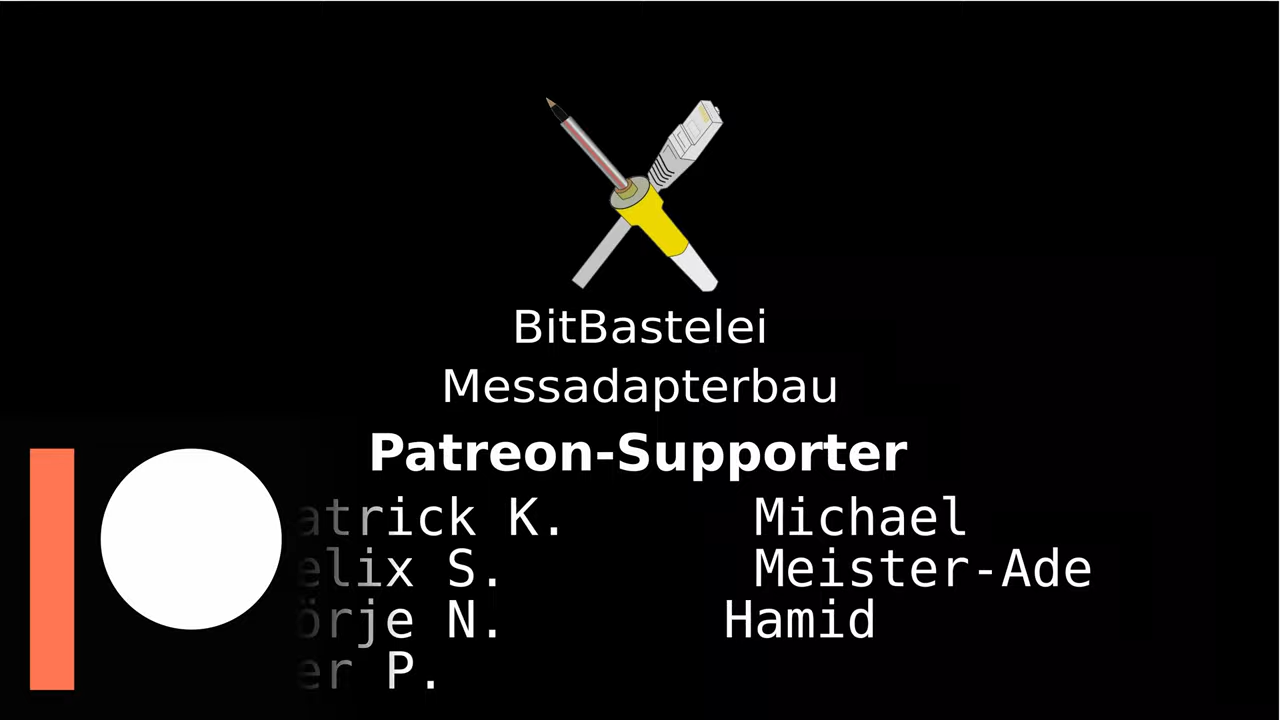 BitBastelei
Messadapterbau
Patreon-Supporter
atrick K. Michael
elix S. Meister-Ade
örje N. Hamid
er P.